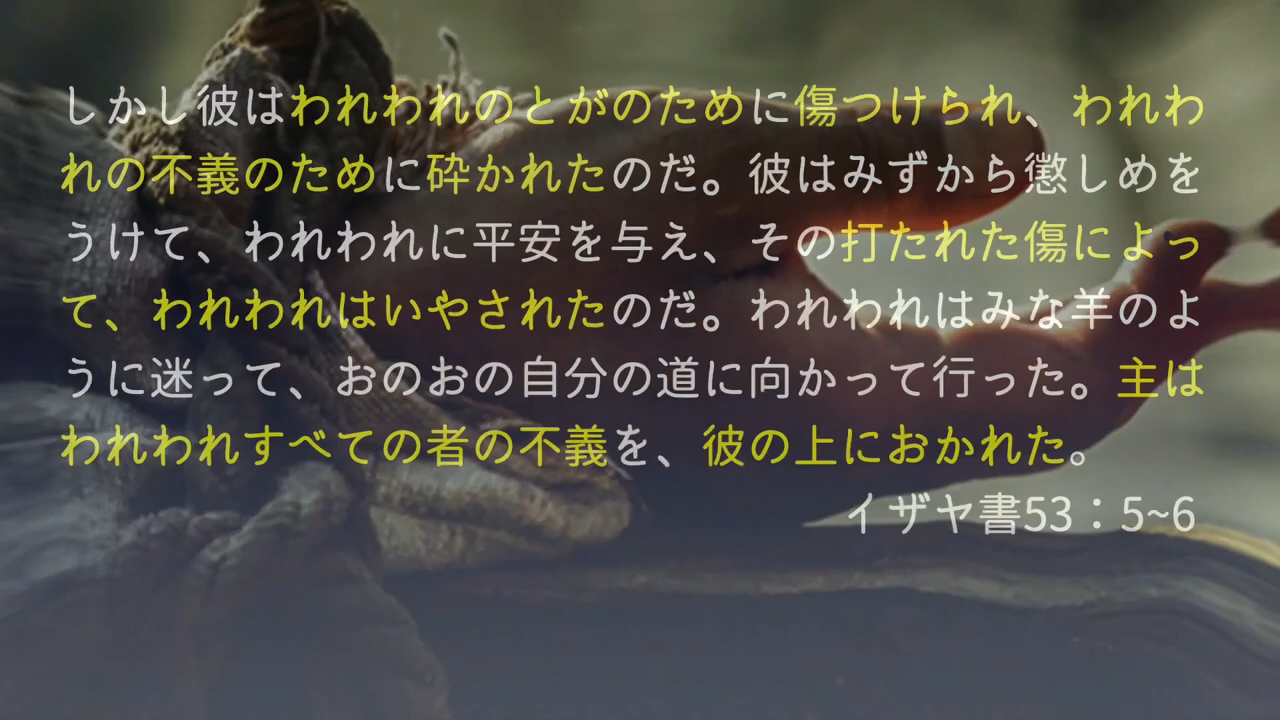 しかし彼はわれわれのとがのために傷つけられ、われわ
れの不義のために砕かれたのだ。彼はみずから懲しめを
うけて、われわれに平安を与え、その打たれた傷によっ
て、われわれはいやされたのだ。われわれはみな羊のよ
うに迷って、おのおの自分の道に向かって行った。主は
われわれすべての者の不義を、彼の上におかれた。
イザヤ書53：5~6